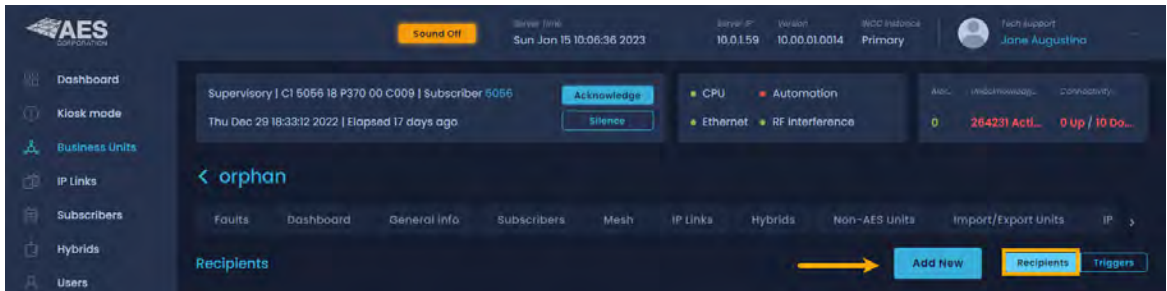 AES
CORPORATION
Sound Off
Server Time
Sun Jan 15 10:06:36 2023
Server IP
10.0.1.59
Version
10.00.01.0014
NCC Instance
Primary
Tech support
Jane Augustina
Dashboard
Kiosk mode
Business Units
IP Links
Subscribers
Hybrids
Users
Supervisory | C1 5056 18 P370 00 C009 | Subscriber 5056
Thu Dec 29 18:33:12 2022 | Elapsed 17 days ago
Acknowledge
Silence
CPU
Automation
Ethernet
RF Interference
Connectivity
0
264231 Acti...
0 Up / 10 Do...
< orphan
Faults
Dashboard
General info
Subscribers
Mesh
IP Links
Hybrids
Non-AES Units
Import/Export Units
IP >
Recipients
Add New
Recipients
Triggers